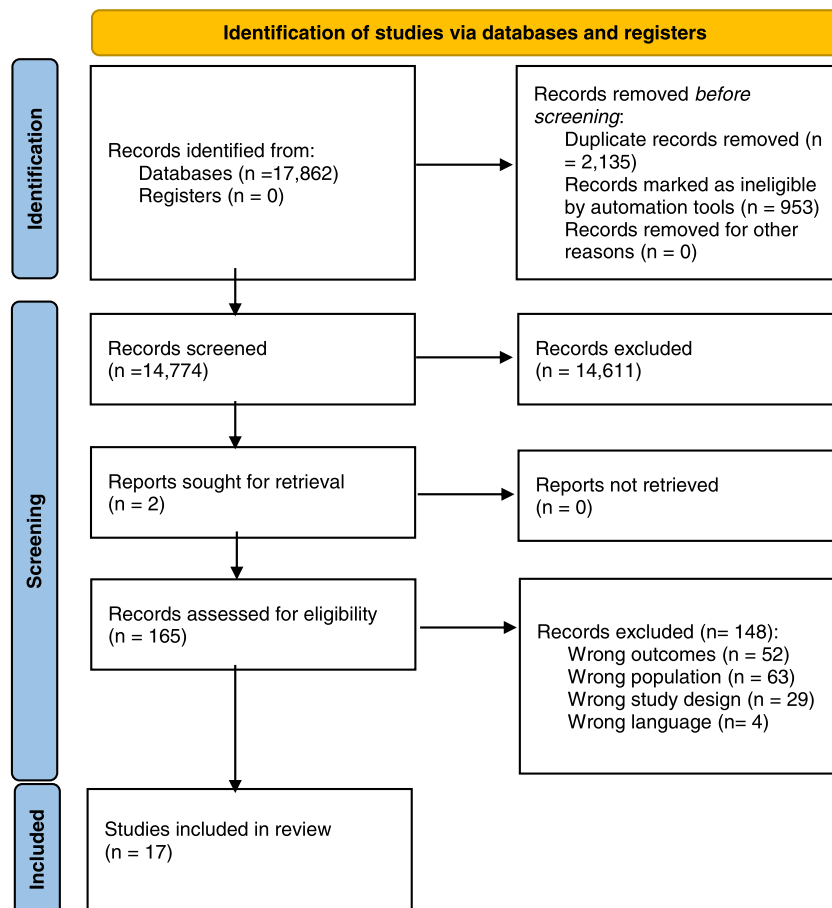 Identification of studies via databases and registers
Identification
Records identified from:
Databases (n =17,862)
Registers (n = 0)
Records removed before
screening:
Duplicate records removed (n
= 2,135)
Records marked as ineligible
by automation tools (n = 953)
Records removed for other
reasons (n = 0)
Screening
Records screened
(n =14,774)
Records excluded
(n = 14,611)
Reports sought for retrieval
(n = 2)
Reports not retrieved
(n = 0)
Records assessed for eligibility
(n = 165)
Records excluded (n= 148):
Wrong outcomes (n = 52)
Wrong population (n = 63)
Wrong study design (n = 29)
Wrong language (n= 4)
Included
Studies included in review
(n = 17)